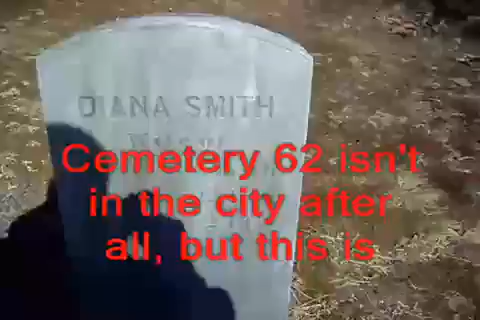 DIANA SMITH
Cemetery 62 isn't
in the city after
all, but this is